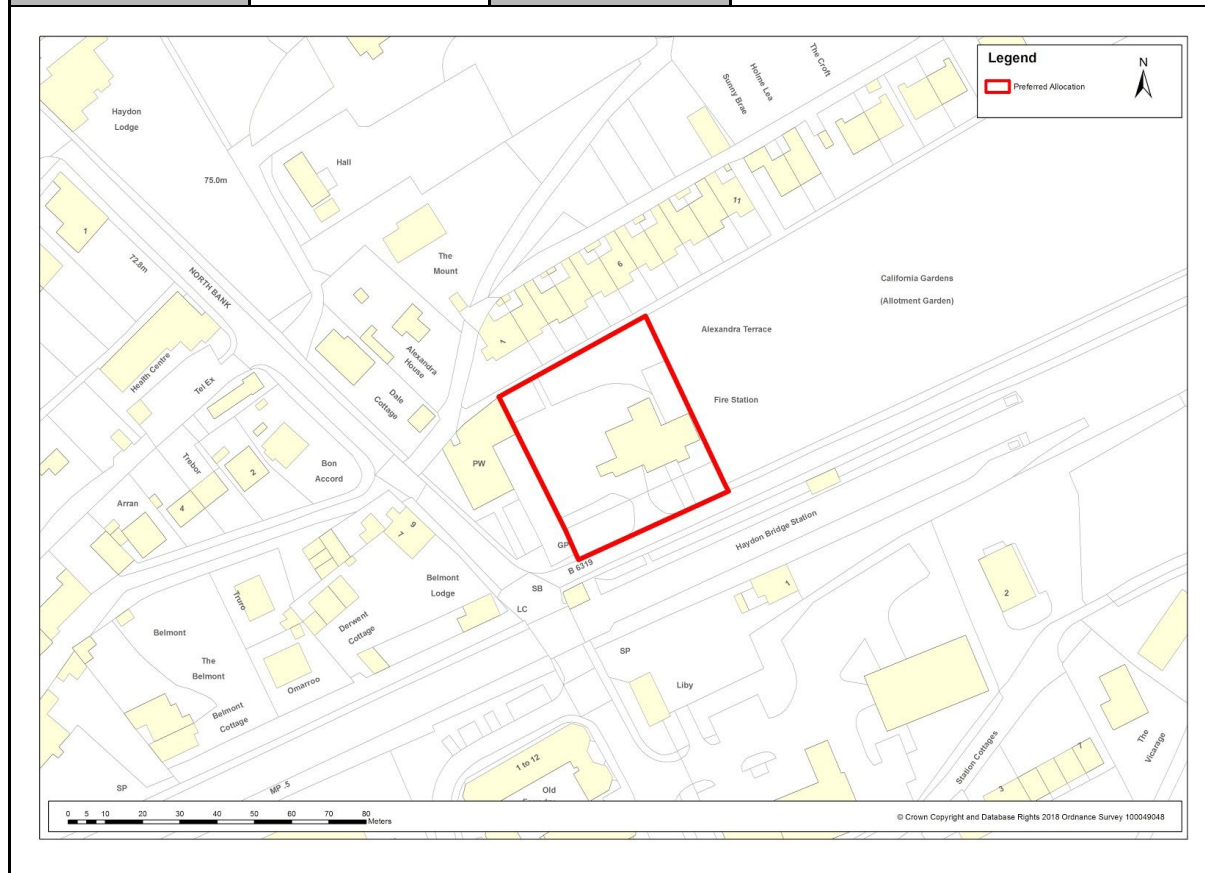 Legend
Preferred Allocation
N
The Croft
Holme Lea
Sunny Brae
Haydon
Lodge
Hall
75.0m
1
72.8m
NORTH BANK
The
Mount
11
6
1
California Gardens
(Allotment Garden)
Alexandra Terrace
Fire Station
Alexandra
House
Dale
Cottage
Health Centre
Tel Ex
PW
Trebor
2
Bon
Accord
Arran
4
9
7
GP
B 6319
Haydon Bridge Station
SB
LC
Belmont
Lodge
1
2
Truro
Derwent
Cottage
Belmont
The
Belmont
Omarroo
Belmont
Cottage
SP
Liby
SP
MP .5
1 to 12
Old
Station Cottages
The
Vicarage
7
3
0 5 10 20 30 40 50 60 70 80
Meters
© Crown Copyright and Database Rights 2018 Ordnance Survey 100049048